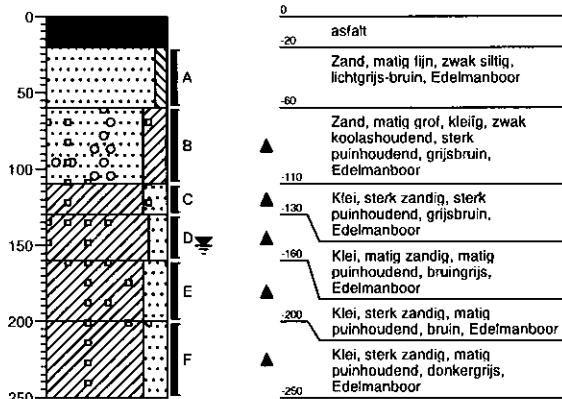 0
50
100
150
200
250
A
B
C
D
E
F
0
asfalt
-20
Zand, matig fijn, zwak siltig,
lichtgrijs-bruin, Edelmanboor
-60
Zand, matig grof, kleiïg, zwak
koolashoudend, sterk
puinhoudend, grijsbruin,
Edelmanboor
-110
Klei, sterk zandig, sterk
puinhoudend, grijsbruin,
Edelmanboor
-130
Klei, matig zandig, matig
puinhoudend, bruingrijs,
Edelmanboor
-160
Klei, sterk zandig, matig
puinhoudend, bruin, Edelmanboor
-200
Klei, sterk zandig, matig
puinhoudend, donkergrijs,
Edelmanboor
-250